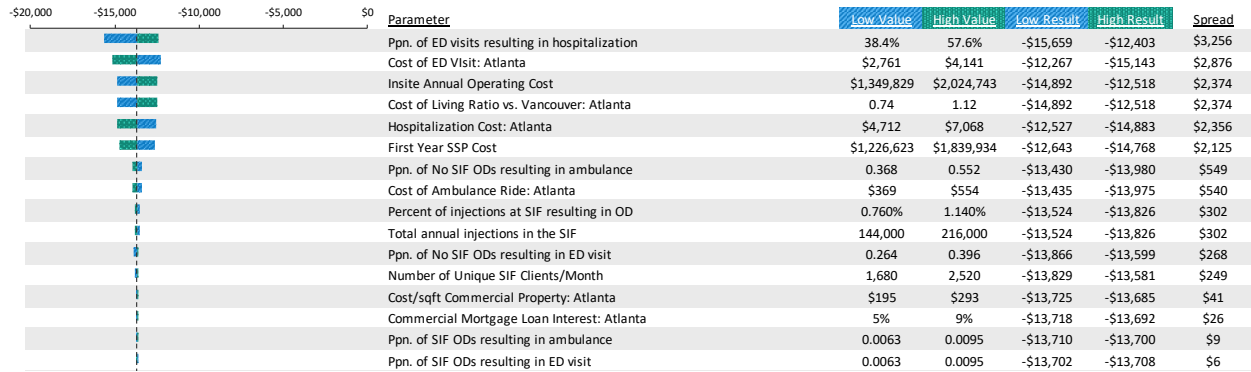 -$20,000 -$15,000 -$10,000 -$5,000 $0
Parameter Low Value High Value Low Result High Result Spread
Ppn. of ED visits resulting in hospitalization 38.4% 57.6% -$15,659 -$12,403 $3,256
Cost of ED VIsit: Atlanta $2,761 $4,141 -$12,267 -$15,143 $2,876
Insite Annual Operating Cost $1,349,829 $2,024,743 -$14,892 -$12,518 $2,374
Cost of Living Ratio vs. Vancouver: Atlanta 0.74 1.12 -$14,892 -$12,518 $2,374
Hospitalization Cost: Atlanta $4,712 $7,068 -$12,527 -$14,883 $2,356
First Year SSP Cost $1,226,623 $1,839,934 -$12,643 -$14,768 $2,125
Ppn. of No SIF ODs resulting in ambulance 0.368 0.552 -$13,430 -$13,980 $549
Cost of Ambulance Ride: Atlanta $369 $554 -$13,435 -$13,975 $540
Percent of injections at SIF resulting in OD 0.760% 1.140% -$13,524 -$13,826 $302
Total annual injections in the SIF 144,000 216,000 -$13,524 -$13,826 $302
Ppn. of No SIF ODs resulting in ED visit 0.264 0.396 -$13,866 -$13,599 $268
Number of Unique SIF Clients/Month 1,680 2,520 -$13,829 -$13,581 $249
Cost/sqft Commercial Property: Atlanta $195 $293 -$13,725 -$13,685 $41
Commercial Mortgage Loan Interest: Atlanta 5% 9% -$13,718 -$13,692 $26
Ppn. of SIF ODs resulting in ambulance 0.0063 0.0095 -$13,710 -$13,700 $9
Ppn. of SIF ODs resulting in ED visit 0.0063 0.0095 -$13,702 -$13,708 $6